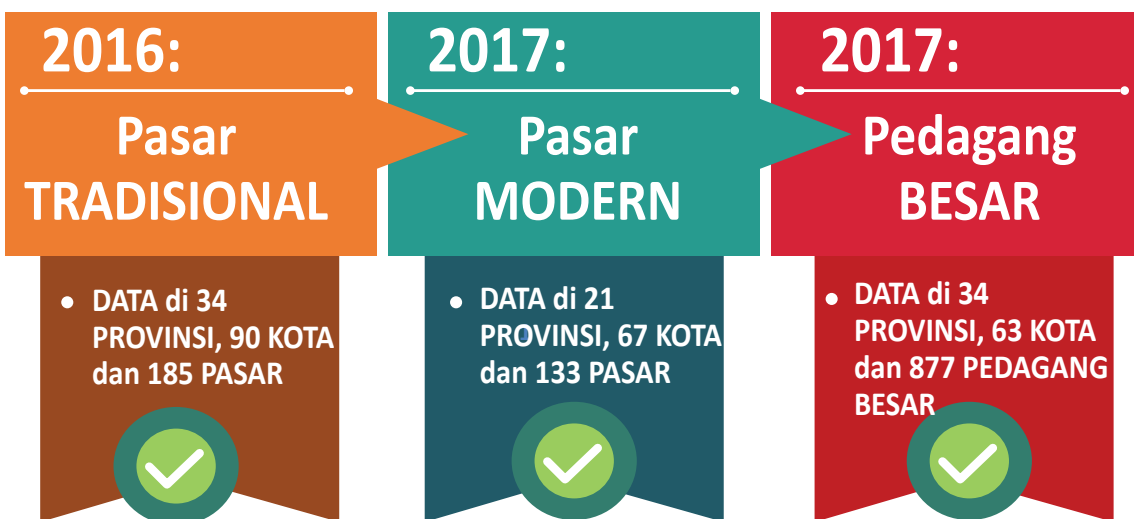 2016:
Pasar
TRADISIONAL
• DATA di 34
PROVINSI, 90 KOTA
dan 185 PASAR
2017:
Pasar
MODERN
• DATA di 21
PROVINSI, 67 KOTA
dan 133 PASAR
2017:
Pedagang
BESAR
• DATA di 34
PROVINSI, 63 KOTA
dan 877 PEDAGANG
BESAR